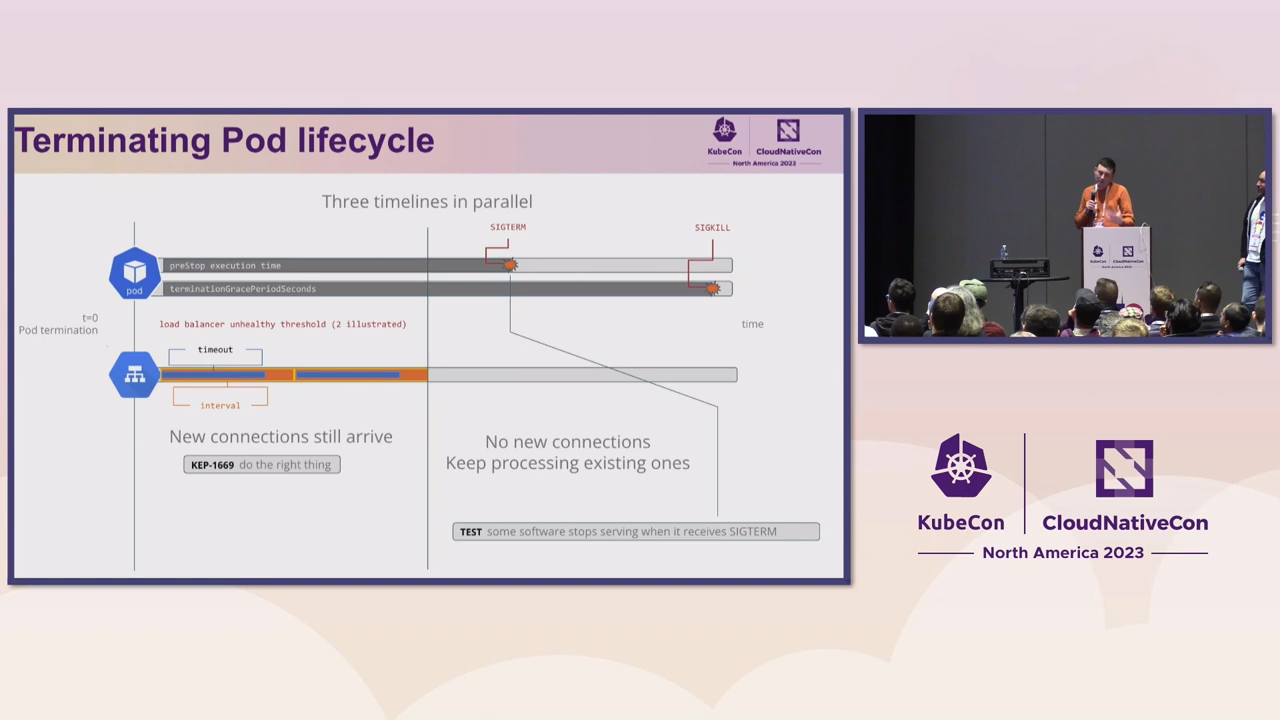 Terminating Pod lifecycle
KubeCon
CloudNativeCon
North America 2023
Three timelines in parallel
SIGTERM
SIGKILL
preStop execution time
pod
terminationGracePeriodSeconds
t=0
Pod termination
load balancer unhealthy threshold (2 illustrated)
time
timeout
interval
New connections still arrive
KEP-1669 do the right thing
No new connections
Keep processing existing ones
TEST some software stops serving when it receives SIGTERM
KubeCon
CloudNativeCon
North America 2023